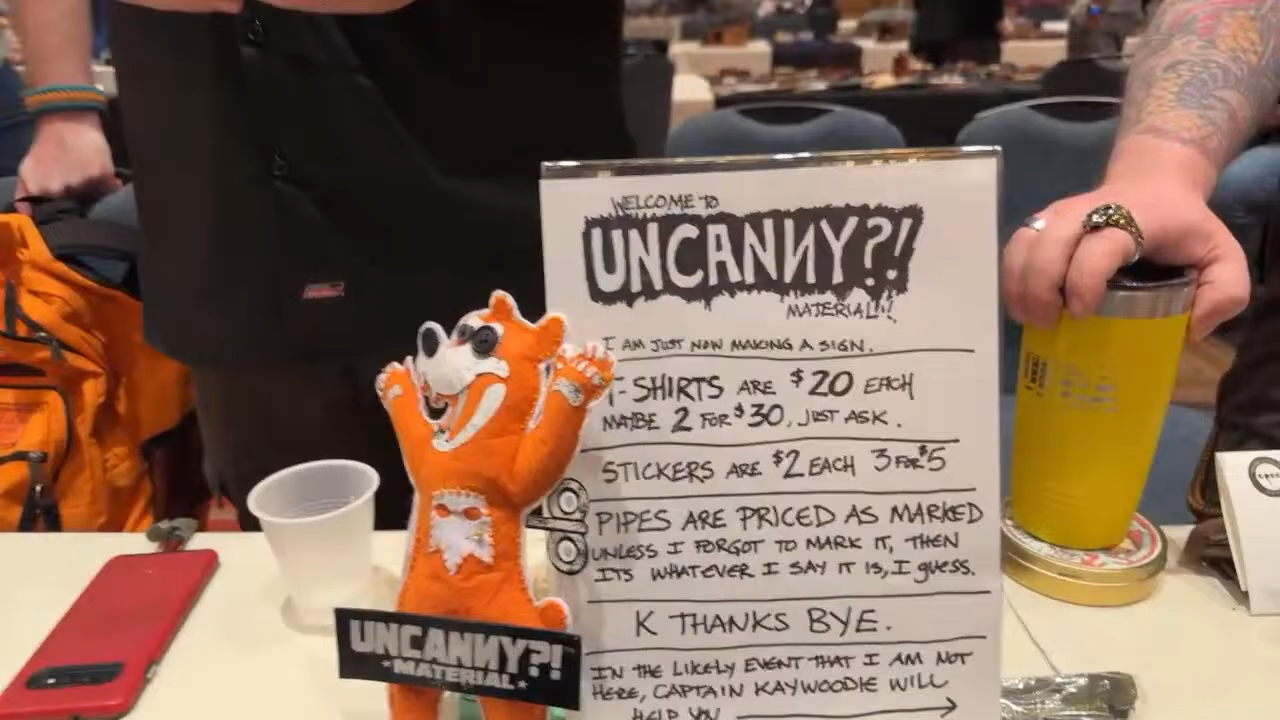 WELCOME TO
UNCANNY?!
MATERIAL!!
I AM JUST NOW MAKING A SIGN.
T-SHIRTS ARE $20 EACH
MAYBE 2 FOR $30, JUST ASK.
STICKERS ARE $2 EACH 3 FOR $5
PIPES ARE PRICED AS MARKED
UNLESS I FORGOT TO MARK IT, THEN
ITS WHATEVER I SAY IT IS, I GUESS.
K THANKS BYE.
IN THE LIKELY EVENT THAT I AM NOT
HERE, CAPTAIN KAYWOODIE WILL
HELP YOU
UNCANNY?!
MATERIAL